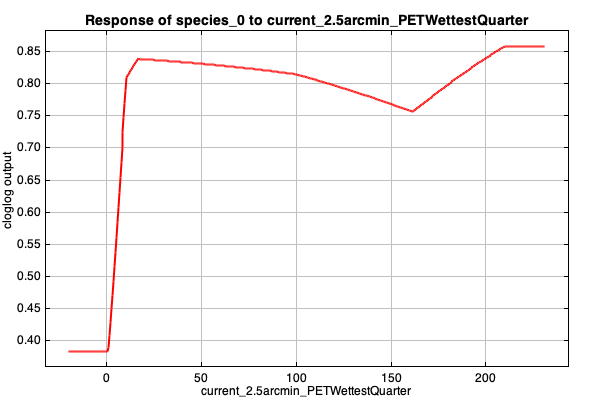 Response of species_0 to current_2.5arcmin_PETWettestQuarter
cloglog output
0.85
0.80
0.75
0.70
0.65
0.60
0.55
0.50
0.45
0.40
0 50 100 150 200
current_2.5arcmin_PETWettestQuarter